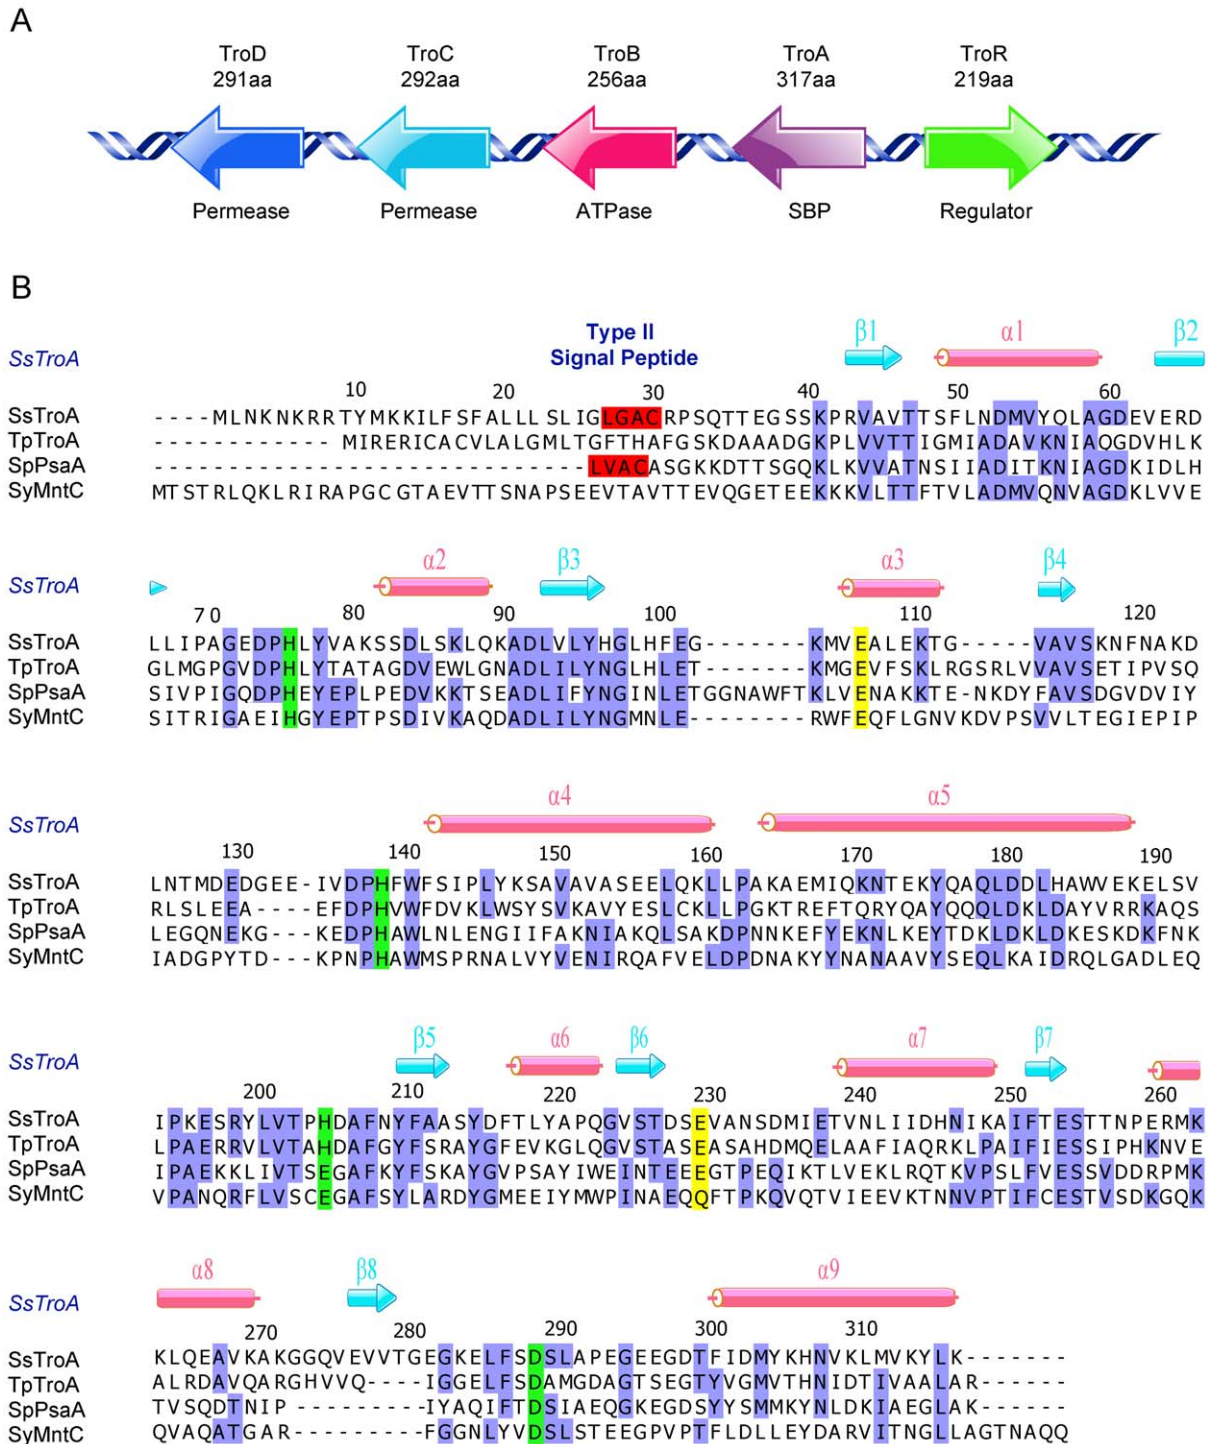 A
TroD TroC TroB TroA TroR
291aa 292aa 256aa 317aa 219aa
Permease Permease ATPase SBP Regulator
B
Type II
Signal Peptide
β1 α1 β2
SsTroA
10 20 30 40 50 60
SsTroA ----MLNKNKRRTYMKKILFSFALLLSLIGLGACRPSQTTEGSSKPRVAVTTSFLNDMVYQLAGDEVERD
TpTroA ------------MIRERICACVLALGMLTGFTHAFGSKDAAADGKPLVVTTIGMIADAVKNIAQGDVHLK
SpPsaA -----------------------------LVACASGKKDTTSGQKLKVVATNSIIADITKNIAGDKIDLH
SyMntC MTSTRLQKLRIRAPGCGTAEVTTSNAPSEEVTAVTTEVQGETEEKKKVLTTFTVLADMVQNVAGDKLVVE
α2 β3 α3 β4
SsTroA
70 80 90 100 110 120
SsTroA LLIPAGEDPHLYVAKSSDLSKLQKADLVLYHGLHFEG-------KMVEALEKTG-----VAVSKNFNAKD
TpTroA GLMGPGVDPHLYTATAGDVEWLGNADLILYNGLHLET-------KMGEVFSKLRGSRLVVAVSETIPVSQ
SpPsaA SIVPIGQDPHEYEPLPEDVKKTSEADLIFYNGINLETGGNAWFTKLVENAKKTE-NKDYFAVSDGVDVIY
SyMntC SITRIGAEIHGYEPTPSDIVKAQDADLILYNGMNLE--------RWFEQFLGNVKDVPSVVLTEGIEPIP
α4 α5
SsTroA
130 140 150 160 170 180 190
SsTroA LNTMDEDGEE-IVDPHFWFSIPLYKSAVAVASEELQKLLPAKAEMIQKNTEKYQAQLDDLHAWVEKELSV
TpTroA RLSLEEA----EFDPHVWFDVKLWSYSVKAVYESLCKLLPGKTREFTQRYQAYQQQLDKLDAYVRRKAQS
SpPsaA LEGQNEKG---KEDPHAWLNLENGIIFAKNIAKQLSAKDPNNKEFYEKNLKEYTDKLDKLDKESKDKFNK
SyMntC IADGPYTD---KPNPHAWMSPRNALVYVENIRQAFVELDPDNAKYYNANAAVYSEQLKAIDRQLGADLEQ
β5 α6 β6 α7 β7
SsTroA
200 210 220 230 240 250 260
SsTroA IPKESRYLVTPHDAFNYFAASYDFTLYAPQGVSTDSEVANSDMIETVNLIIDHNIKAIFTESTTNPERMK
TpTroA LPAERRVLVTAHDAFGYFSRAYGFEVKGLQGVSTASEASAHDMQELAAFIAQRKLPAIFIESSIPHKNVE
SpPsaA IPAEKKLIVTSEGAFKYFSKAYGVPSAYIWEINTEEEGTPEQIKTLVEKLRQTKVPSLFVESSVDDRPMK
SyMntC VPANQRFLVSCEGAFSYLARDYGMEEIYMWPINAEQQFTPKQVQTVIEEVKTNNVPTIFCESTVSDKGQK
α8 β8 α9
SsTroA
270 280 290 300 310
SsTroA KLQEAVKAKGGQVEVVTGEGKELFSDSLAPEGEEGDTFIDMYKHNVKLMVKYLK------
TpTroA ALRDAVQARGHVVQ----IGGELFSDAMGDAGTSEGTYVGMVTHNIDTIVAALAR-----
SpPsaA TVSQDTNIP---------IYAQIFTDSIAEQGKEGDSYYSMMKYNLDKIAEGLAK-----
SyMntC QVAQATGAR---------FGGNLYVDSLSTEEGPVPTFLDLLEYDARVITNGLLAGTNAQQ